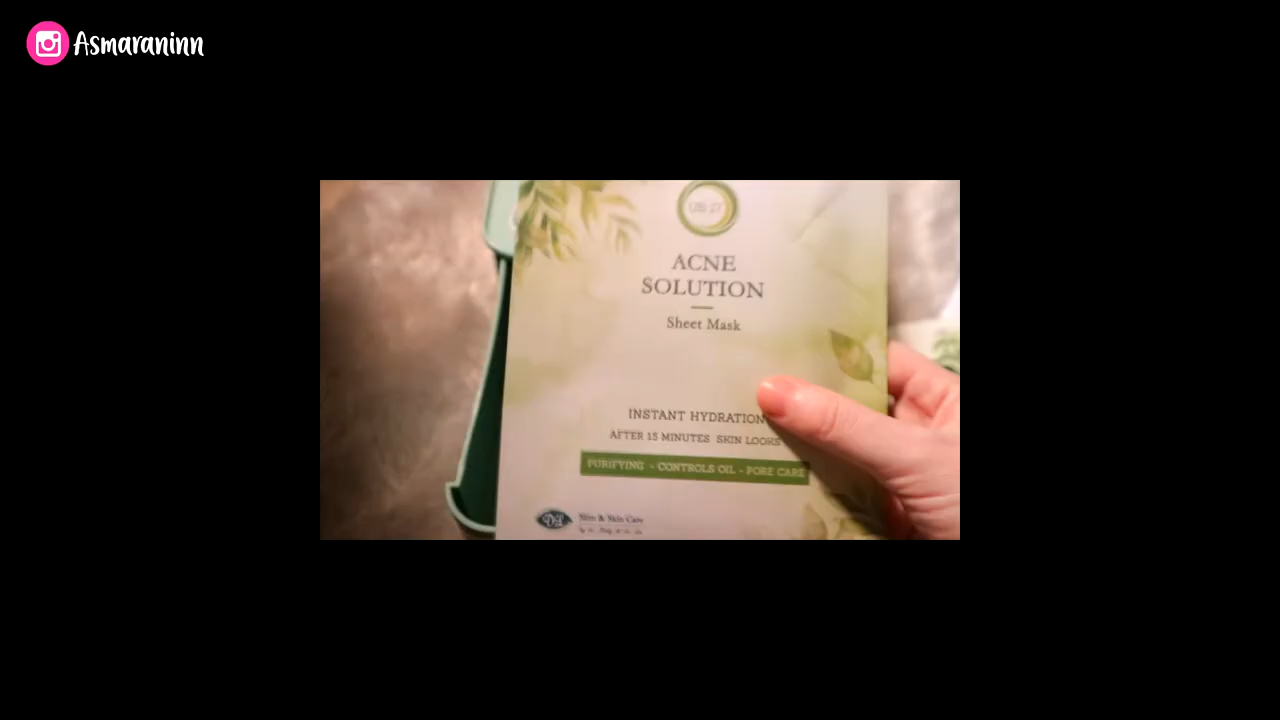 Asmaraninn
ACNE
SOLUTION
Sheet Mask
INSTANT HYDRATION
AFTER 15 MINUTES SKIN LOOKS
PURIFYING - CONTROLS OIL - PORE CARE
Slim & Skin Care